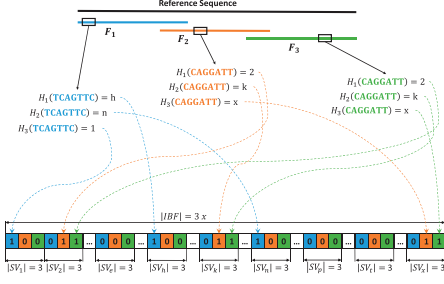 Reference Sequence
F1
F2
F3
H1(TCAGTTC) = h
H2(TCAGTTC) = n
H3(TCAGTTC) = 1
H1(CAGGATT) = 2
H2(CAGGATT) = k
H3(CAGGATT) = x
H1(CAGGATT) = 2
H2(CAGGATT) = k
H3(CAGGATT) = x
|IBF| = 3 x
1 0 0 0 1 1 ... 0 0 0 ... 1 0 0 ... 0 1 1 ... 1 0 0 ... 0 0 0 ... 0 0 0 ... 0 1 1
|SV1| = 3 |SV2| = 3 |SVe| = 3 |SVh| = 3 |SVk| = 3 |SVn| = 3 |SVp| = 3 |SVt| = 3 |SVx| = 3